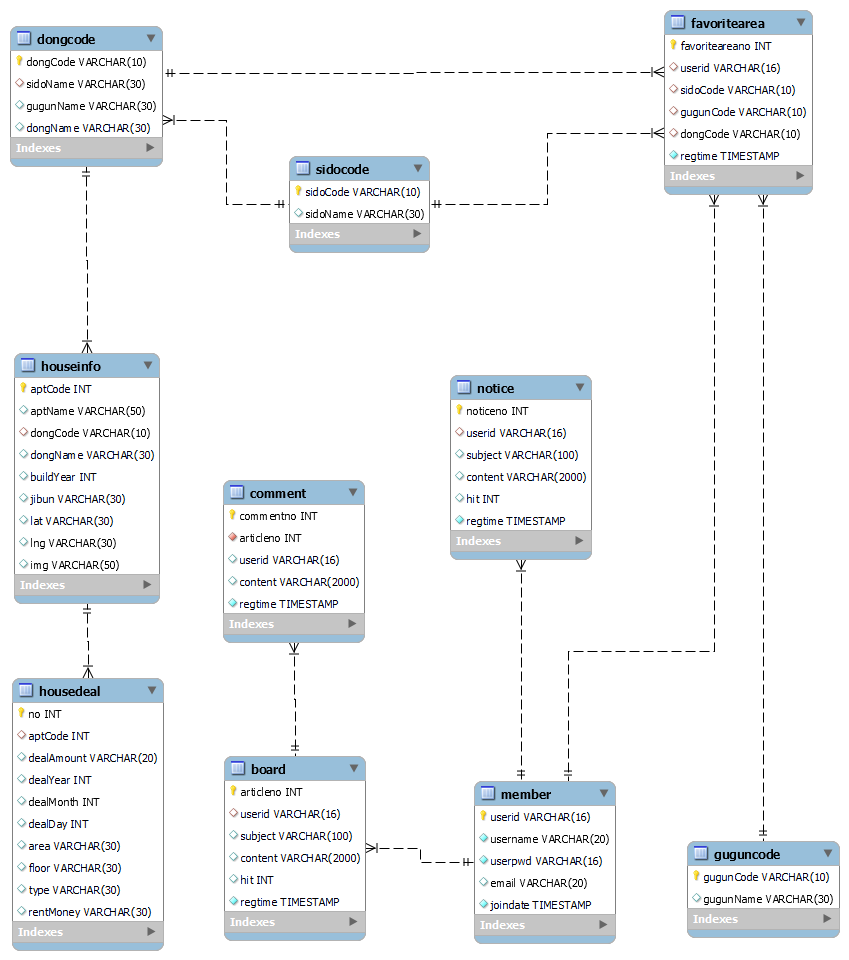 dongcode
dongCode VARCHAR(10)
sidoName VARCHAR(30)
gugunName VARCHAR(30)
dongName VARCHAR(30)
Indexes
favoritearea
favoriteareano INT
userid VARCHAR(16)
sidoCode VARCHAR(10)
gugunCode VARCHAR(10)
dongCode VARCHAR(10)
regtime TIMESTAMP
Indexes
sidocode
sidoCode VARCHAR(10)
sidoName VARCHAR(30)
Indexes
houseinfo
aptCode INT
aptName VARCHAR(50)
dongCode VARCHAR(10)
dongName VARCHAR(30)
buildYear INT
jibun VARCHAR(30)
lat VARCHAR(30)
lng VARCHAR(30)
img VARCHAR(50)
Indexes
notice
noticeno INT
userid VARCHAR(16)
subject VARCHAR(100)
content VARCHAR(2000)
hit INT
regtime TIMESTAMP
Indexes
comment
commentno INT
articleno INT
userid VARCHAR(16)
content VARCHAR(2000)
regtime TIMESTAMP
Indexes
housedeal
no INT
aptCode INT
dealAmount VARCHAR(20)
dealYear INT
dealMonth INT
dealDay INT
area VARCHAR(30)
floor VARCHAR(30)
type VARCHAR(30)
rentMoney VARCHAR(30)
Indexes
board
articleno INT
userid VARCHAR(16)
subject VARCHAR(100)
content VARCHAR(2000)
hit INT
regtime TIMESTAMP
Indexes
member
userid VARCHAR(16)
username VARCHAR(20)
userpwd VARCHAR(16)
email VARCHAR(20)
joindate TIMESTAMP
Indexes
guguncode
gugunCode VARCHAR(10)
gugunName VARCHAR(30)
Indexes